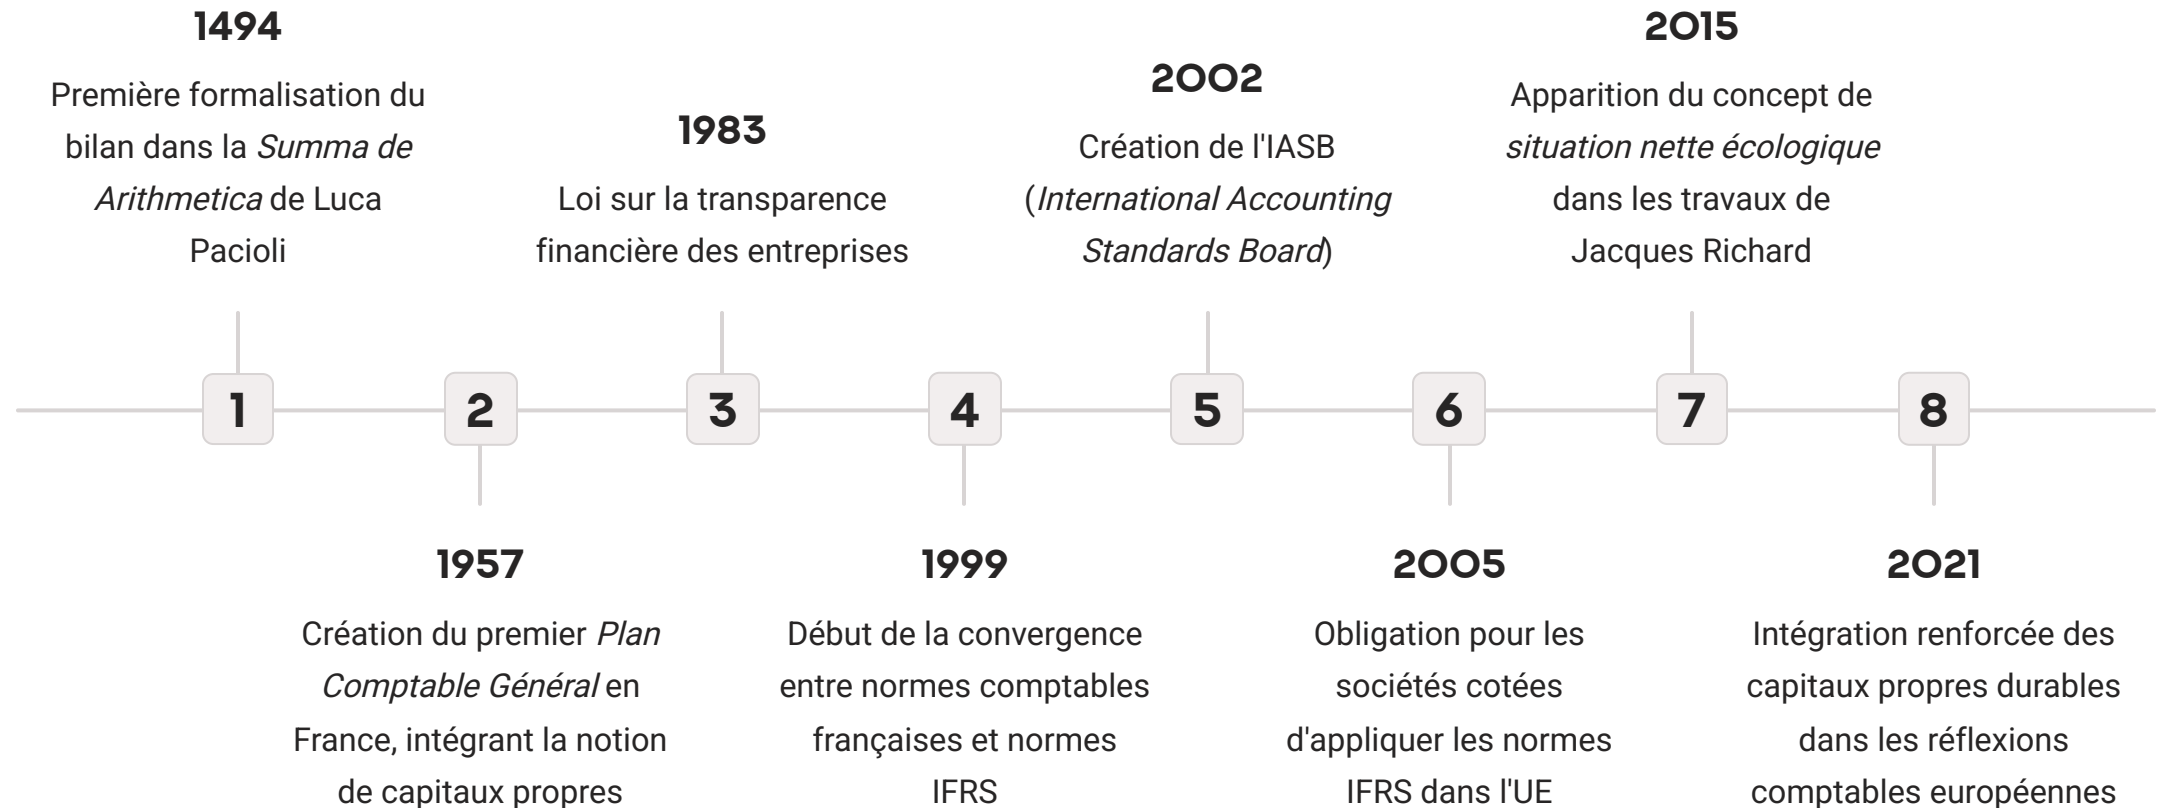 1494
Première formalisation du
bilan dans la Summa de
Arithmetica de Luca
Pacioli
1
1957
Création du premier Plan
Comptable Général en
France, intégrant la notion
de capitaux propres
2
1983
Loi sur la transparence
financière des entreprises
3
1999
Début de la convergence
entre normes comptables
françaises et normes
IFRS
4
2002
Création de l'IASB
(International Accounting
Standards Board)
5
2005
Obligation pour les
sociétés cotées
d'appliquer les normes
IFRS dans l'UE
6
2015
Apparition du concept de
situation nette écologique
dans les travaux de
Jacques Richard
7
2021
Intégration renforcée des
capitaux propres durables
dans les réflexions
comptables européennes
8